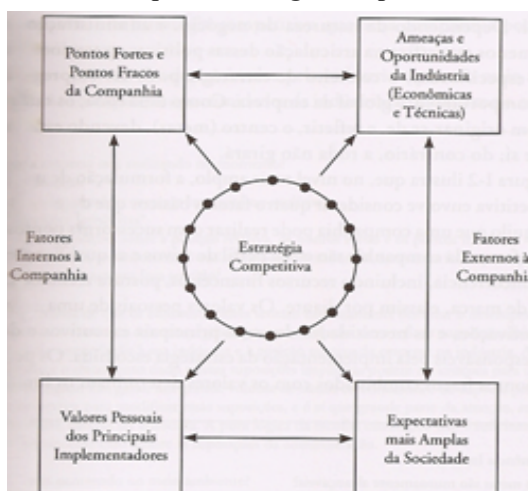 Pontos Fortes e
Pontos Fracos
da Companhia
Ameaças e
Oportunidades
da Indústria
(Econômicas
e Técnicas)
Fatores
Internos à
Companhia
Estratégia
Competitiva
Fatores
Externos à
Companhi
Valores Pessoais
dos Principais
Implementadores
Expectativas
mais Amplas
da Sociedade